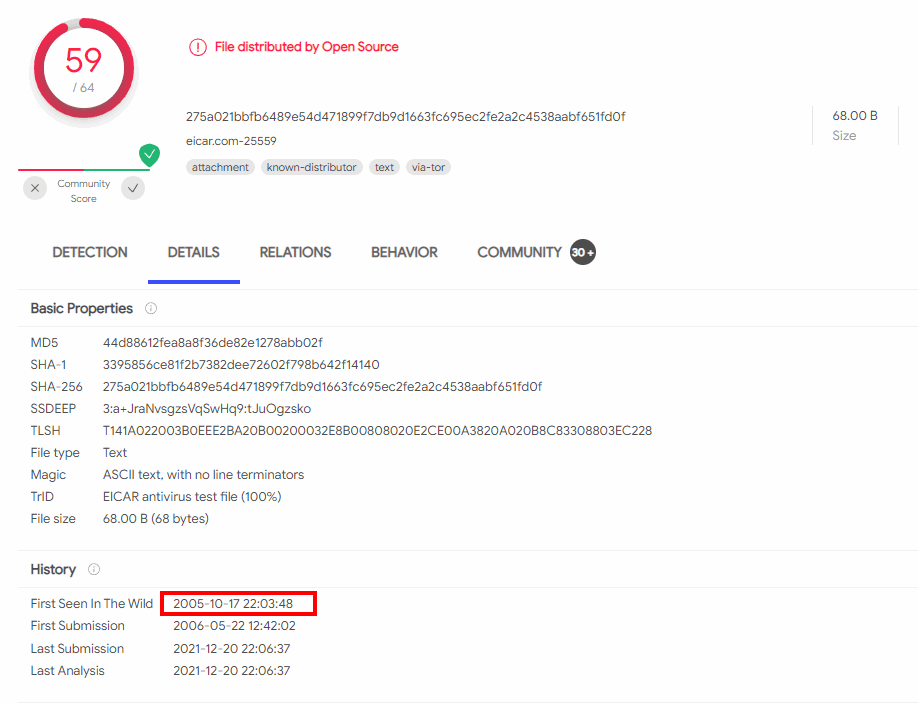 59
/ 64
File distributed by Open Source
275a021bbfb6489e54d471899f7db9d1663fc695ec2fe2a2c4538aabf651fd0f
eicar.com-25559
attachment known-distributor text via-tor
68.00 B
Size
Community
Score
DETECTION DETAILS RELATIONS BEHAVIOR COMMUNITY 30+
Basic Properties
MD5 44d88612fea8a8f36de82e1278abb02f
SHA-1 3395856ce81f2b7382dee72602f798b642f14140
SHA-256 275a021bbfb6489e54d471899f7db9d1663fc695ec2fe2a2c4538aabf651fd0f
SSDEEP 3:a+JraNvsgzsVqSwHq9:tJuOgzsko
TLSH T141A022003B0EEE2BA20B00200032E8B00808020E2CE00A3820A020B8C83308803EC228
File type Text
Magic ASCII text, with no line terminators
TrID EICAR antivirus test file (100%)
File size 68.00 B (68 bytes)
History
First Seen In The Wild 2005-10-17 22:03:48
First Submission 2006-05-22 12:42:02
Last Submission 2021-12-20 22:06:37
Last Analysis 2021-12-20 22:06:37